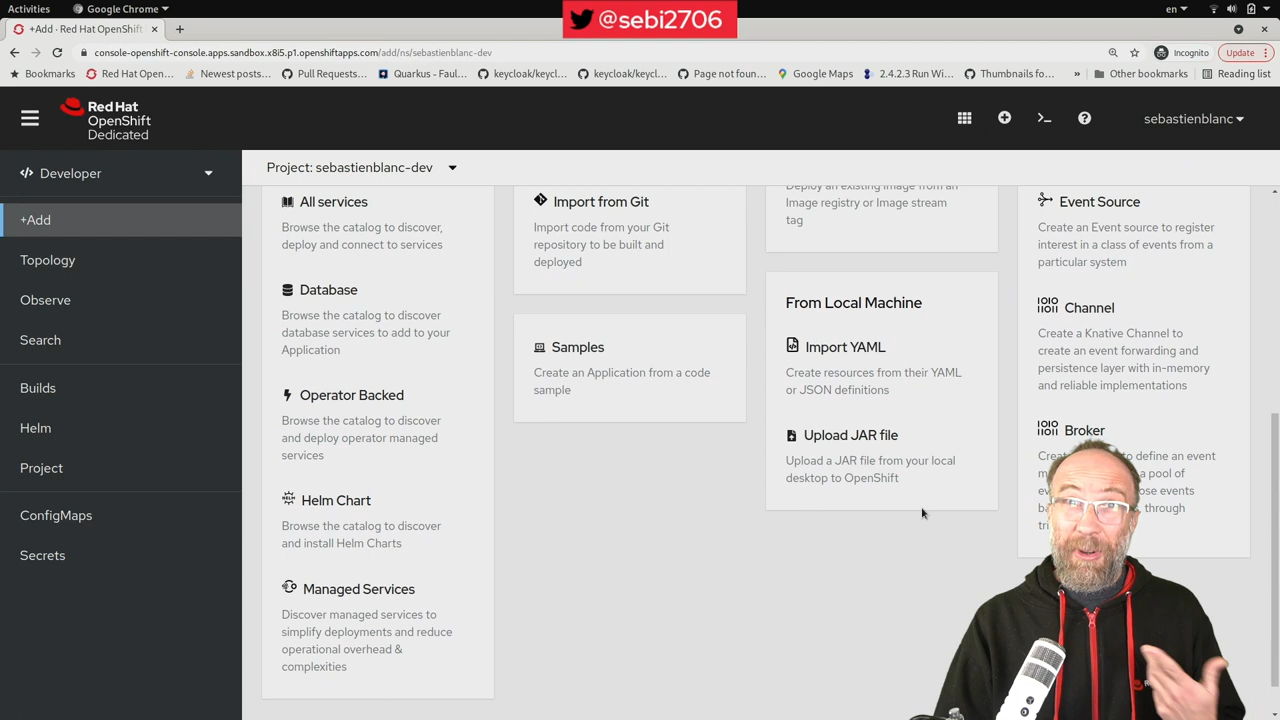 Activities
Google Chrome
@sebi2706
en
+Add · Red Hat OpenShift
console-openshift-console.apps.sandbox.x8i5.p1.openshiftapps.com/add/ns/sebastienblanc-dev
Incognito
Update
Bookmarks
Red Hat Open…
Newest posts…
Pull Requests…
Quarkus - Faul…
keycloak/keycl…
keycloak/keycl…
Page not foun…
Google Maps
2.4.2.3 Run Wi…
Thumbnails fo…
»
Other bookmarks
Reading list
Red Hat
OpenShift
Dedicated
sebastienblanc
Developer
+Add
Topology
Observe
Search
Builds
Helm
Project
ConfigMaps
Secrets
Project: sebastienblanc-dev
All services
Browse the catalog to discover,
deploy and connect to services
Database
Browse the catalog to discover
database services to add to your
Application
Operator Backed
Browse the catalog to discover
and deploy operator managed
services
Helm Chart
Browse the catalog to discover
and install Helm Charts
Managed Services
Discover managed services to
simplify deployments and reduce
operational overhead &
complexities
Import from Git
Import code from your Git
repository to be built and
deployed
Samples
Create an Application from a code
sample
Deploy an existing Image from an
Image registry or Image stream
tag
From Local Machine
Import YAML
Create resources from their YAML
or JSON definitions
Upload JAR file
Upload a JAR file from your local
desktop to OpenShift
Event Source
Create an Event source to register
interest in a class of events from a
particular system
Channel
Create a Knative Channel to
create an event forwarding and
persistence layer with in-memory
and reliable implementations
Broker
to define an event
a pool of
ose events
through